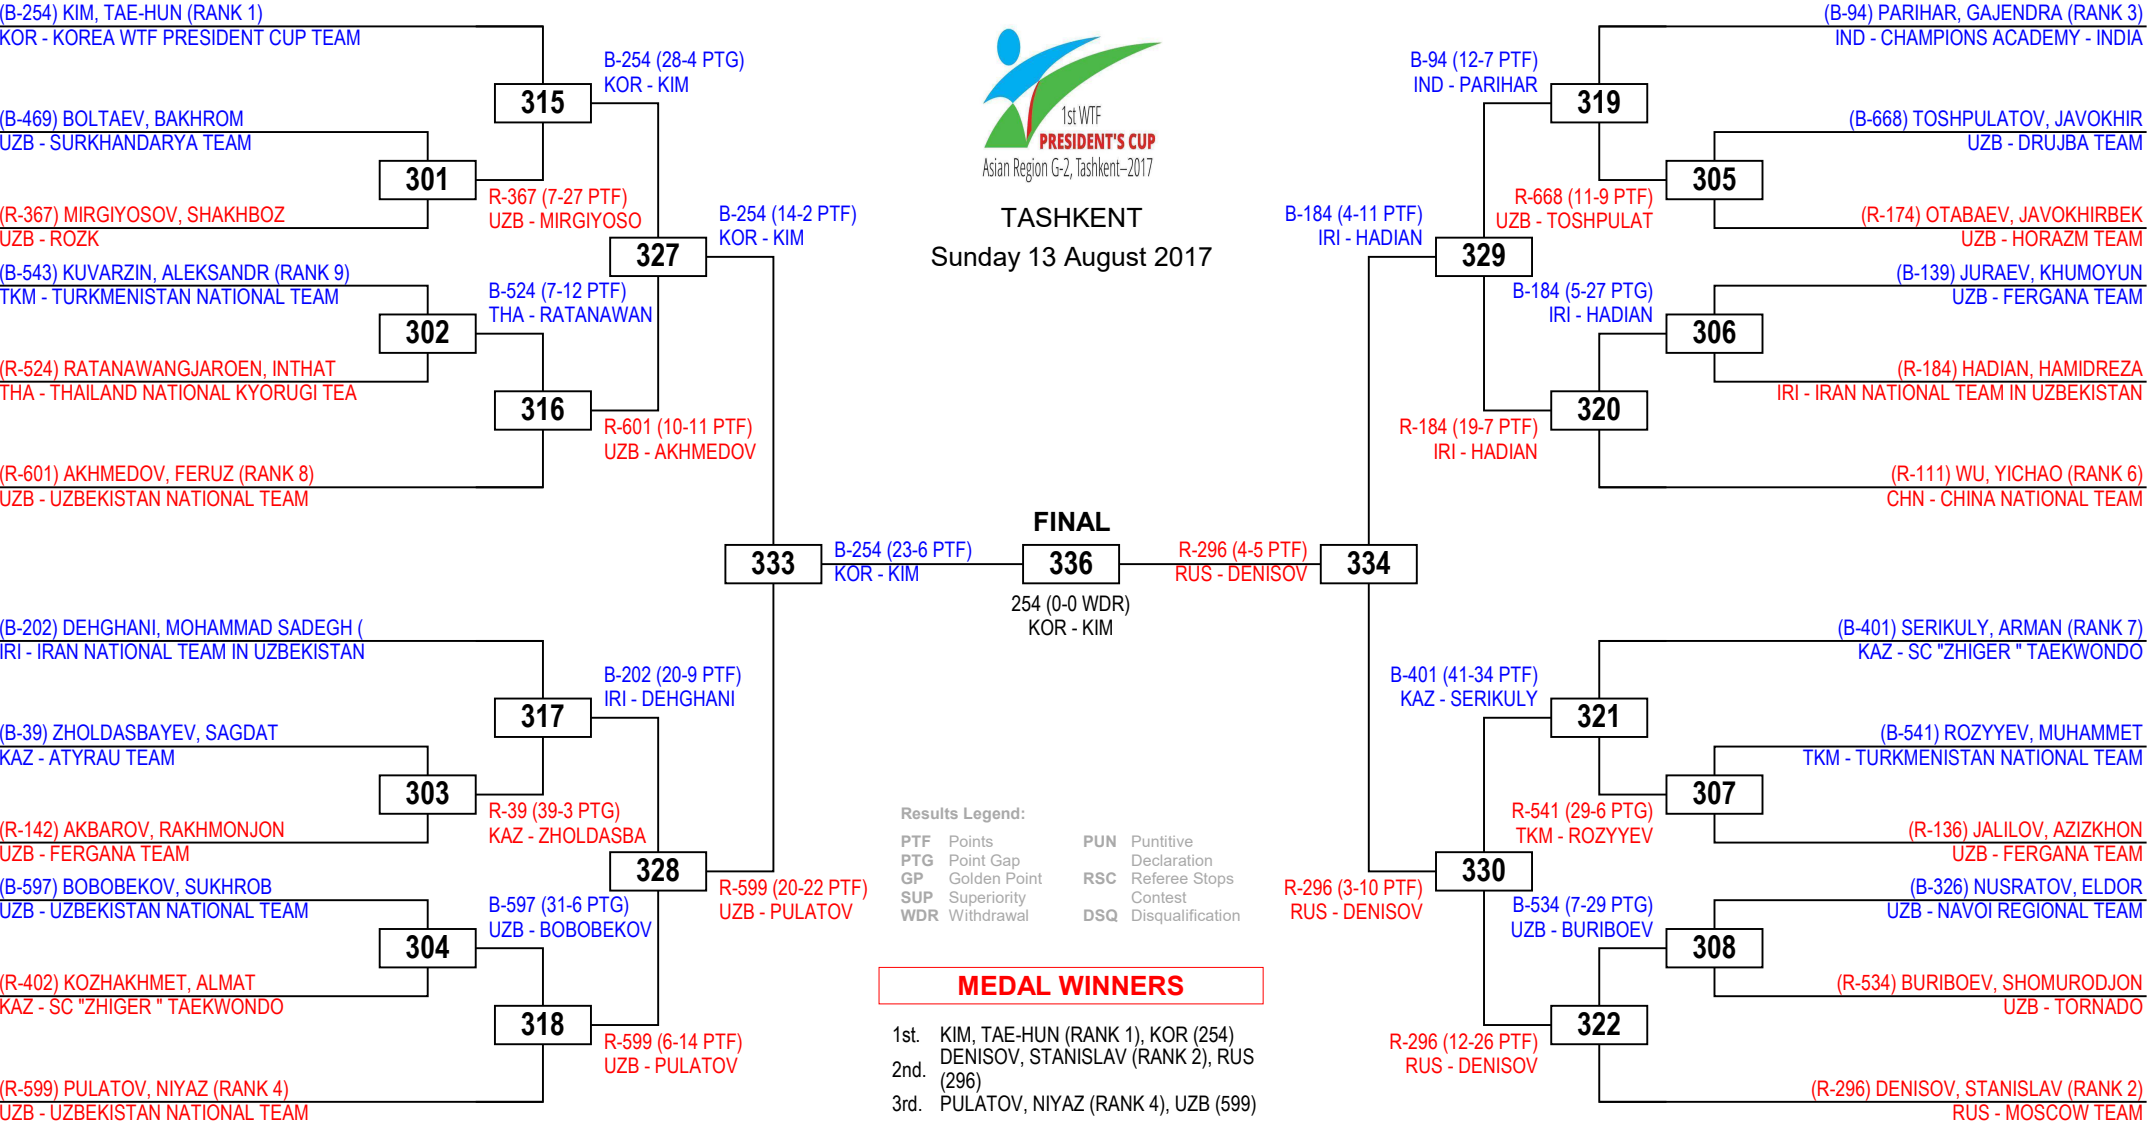 (B-254) KIM, TAE-HUN (RANK 1)
KOR - KOREA WTF PRESIDENT CUP TEAM
B-254 (28-4 PTG)
KOR - KIM
315
(B-469) BOLTAEV, BAKHROM
UZB - SURKHANDARYA TEAM
301
R-367 (7-27 PTF)
UZB - MIRGIYOSO
(R-367) MIRGIYOSOV, SHAKHBOZ
UZB - ROZK
B-254 (14-2 PTF)
KOR - KIM
327
(B-543) KUVARZIN, ALEKSANDR (RANK 9)
TKM - TURKMENISTAN NATIONAL TEAM
B-524 (7-12 PTF)
THA - RATANAWAN
302
(R-524) RATANAWANGJAROEN, INTHAT
THA - THAILAND NATIONAL KYORUGI TEA
316
R-601 (10-11 PTF)
UZB - AKHMEDOV
(R-601) AKHMEDOV, FERUZ (RANK 8)
UZB - UZBEKISTAN NATIONAL TEAM
333
B-254 (23-6 PTF)
KOR - KIM
(B-202) DEHGHANI, MOHAMMAD SADEGH (
IRI - IRAN NATIONAL TEAM IN UZBEKISTAN
B-202 (20-9 PTF)
IRI - DEHGHANI
317
(B-39) ZHOLDASBAYEV, SAGDAT
KAZ - ATYRAU TEAM
303
R-39 (39-3 PTG)
KAZ - ZHOLDASBA
(R-142) AKBAROV, RAKHMONJON
UZB - FERGANA TEAM
328
R-599 (20-22 PTF)
UZB - PULATOV
(B-597) BOBOBEKOV, SUKHROB
UZB - UZBEKISTAN NATIONAL TEAM
B-597 (31-6 PTG)
UZB - BOBOBEKOV
304
(R-402) KOZHAKHMET, ALMAT
KAZ - SC "ZHIGER " TAEKWONDO
318
R-599 (6-14 PTF)
UZB - PULATOV
(R-599) PULATOV, NIYAZ (RANK 4)
UZB - UZBEKISTAN NATIONAL TEAM
1st WTF
PRESIDENT'S CUP
Asian Region G-2, Tashkent–2017
TASHKENT
Sunday 13 August 2017
FINAL
336
254 (0-0 WDR)
KOR - KIM
Results Legend:
PTF Points
PTG Point Gap
GP Golden Point
SUP Superiority
WDR Withdrawal
PUN Puntitive
Declaration
RSC Referee Stops
Contest
DSQ Disqualification
MEDAL WINNERS
1st. KIM, TAE-HUN (RANK 1), KOR (254)
2nd. DENISOV, STANISLAV (RANK 2), RUS
(296)
3rd. PULATOV, NIYAZ (RANK 4), UZB (599)
(B-94) PARIHAR, GAJENDRA (RANK 3)
IND - CHAMPIONS ACADEMY - INDIA
B-94 (12-7 PTF)
IND - PARIHAR
319
(B-668) TOSHPULATOV, JAVOKHIR
UZB - DRUJBA TEAM
305
R-668 (11-9 PTF)
UZB - TOSHPULAT
(R-174) OTABAEV, JAVOKHIRBEK
UZB - HORAZM TEAM
B-184 (4-11 PTF)
IRI - HADIAN
329
(B-139) JURAEV, KHUMOYUN
UZB - FERGANA TEAM
B-184 (5-27 PTG)
IRI - HADIAN
306
(R-184) HADIAN, HAMIDREZA
IRI - IRAN NATIONAL TEAM IN UZBEKISTAN
320
R-184 (19-7 PTF)
IRI - HADIAN
(R-111) WU, YICHAO (RANK 6)
CHN - CHINA NATIONAL TEAM
R-296 (4-5 PTF)
RUS - DENISOV
334
(B-401) SERIKULY, ARMAN (RANK 7)
KAZ - SC "ZHIGER " TAEKWONDO
B-401 (41-34 PTF)
KAZ - SERIKULY
321
(B-541) ROZYYEV, MUHAMMET
TKM - TURKMENISTAN NATIONAL TEAM
307
R-541 (29-6 PTG)
TKM - ROZYYEV
(R-136) JALILOV, AZIZKHON
UZB - FERGANA TEAM
330
R-296 (3-10 PTF)
RUS - DENISOV
(B-326) NUSRATOV, ELDOR
UZB - NAVOI REGIONAL TEAM
B-534 (7-29 PTG)
UZB - BURIBOEV
308
(R-534) BURIBOEV, SHOMURODJON
UZB - TORNADO
322
R-296 (12-26 PTF)
RUS - DENISOV
(R-296) DENISOV, STANISLAV (RANK 2)
RUS - MOSCOW TEAM